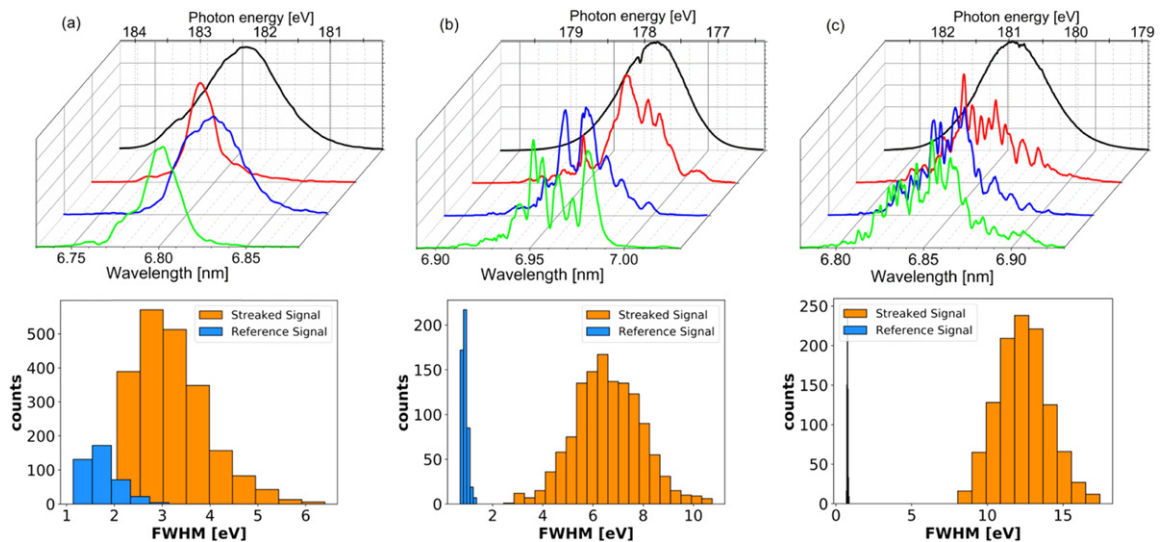 (a)
Photon energy [eV]
184 183 182 181
6.75 6.80 6.85
Wavelength [nm]
(b)
Photon energy [eV]
179 178 177
6.90 6.95 7.00
Wavelength [nm]
(c)
Photon energy [eV]
182 181 180 179
6.80 6.85 6.90
Wavelength [nm]
Streaked Signal
Reference Signal
counts
500
400
300
200
100
0
1 2 3 4 5 6
FWHM [eV]
Streaked Signal
Reference Signal
counts
200
150
100
50
0
2 4 6 8 10
FWHM [eV]
Streaked Signal
Reference Signal
counts
250
200
150
100
50
0
0 5 10 15
FWHM [eV]